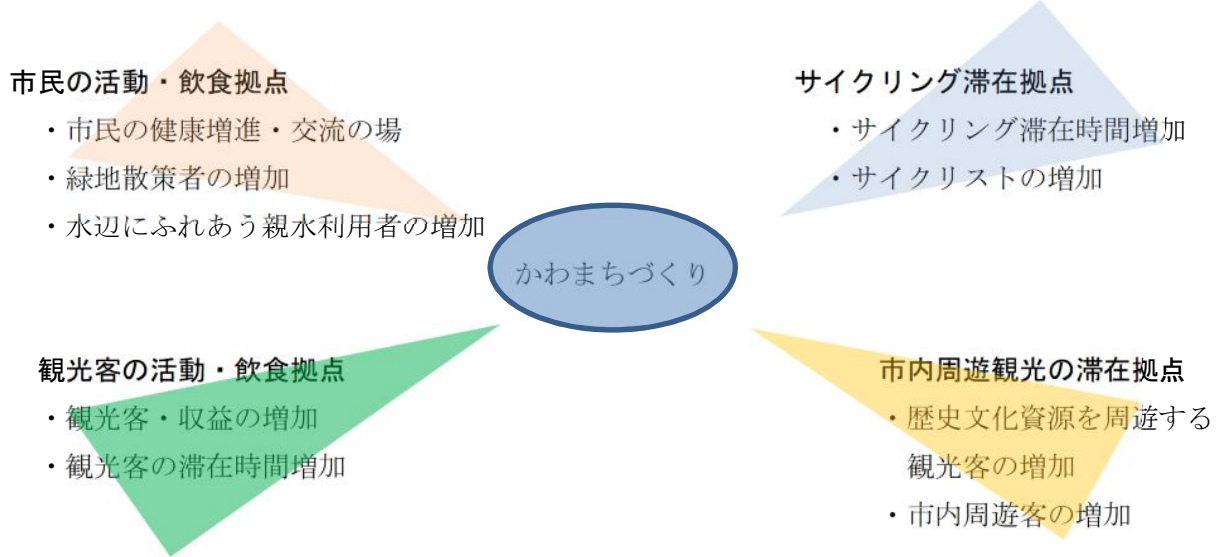 市民の活動・飲食拠点
・市民の健康増進・交流の場
・緑地散策者の増加
・水辺にふれあう親水利用者の増加
サイクリング滞在拠点
・サイクリング滞在時間増加
・サイクリストの増加
かわまちづくり
観光客の活動・飲食拠点
・観光客・収益の増加
・観光客の滞在時間増加
市内周遊観光の滞在拠点
・歴史文化資源を周遊する
観光客の増加
・市内周遊客の増加